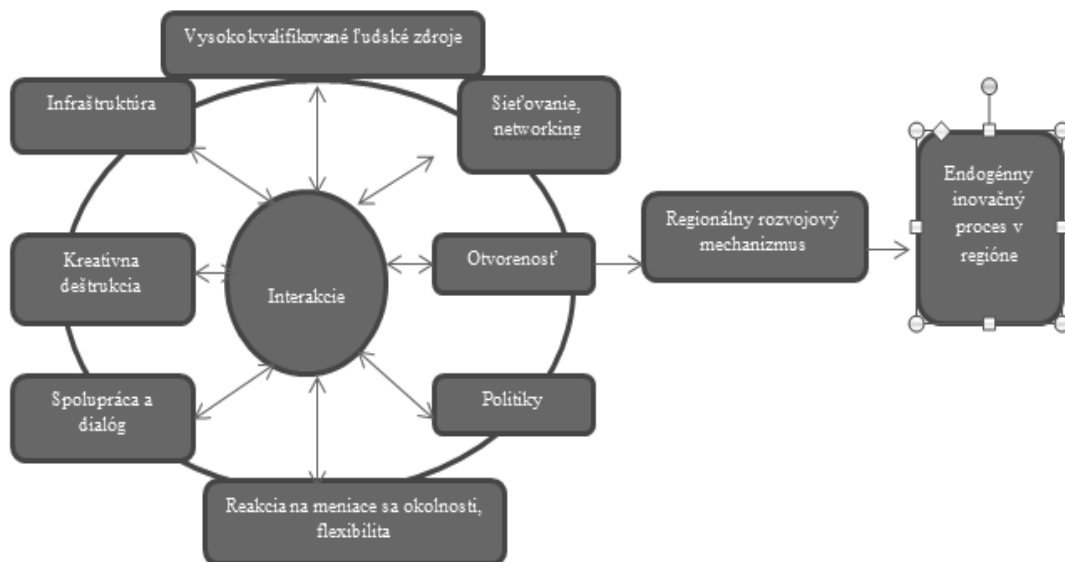 Vysokokvalifikované ľudské zdroje
Infraštruktúra
Sieťovanie,
networking
Kreatívna
deštrukcia
Interakcie
Otvorenosť
Regionálny rozvojový
mechanizmus
Endogénny
inovačný
proces v
regióne
Spolupráca a
dialóg
Politiky
Reakcia na meniace sa okolnosti,
flexibilita